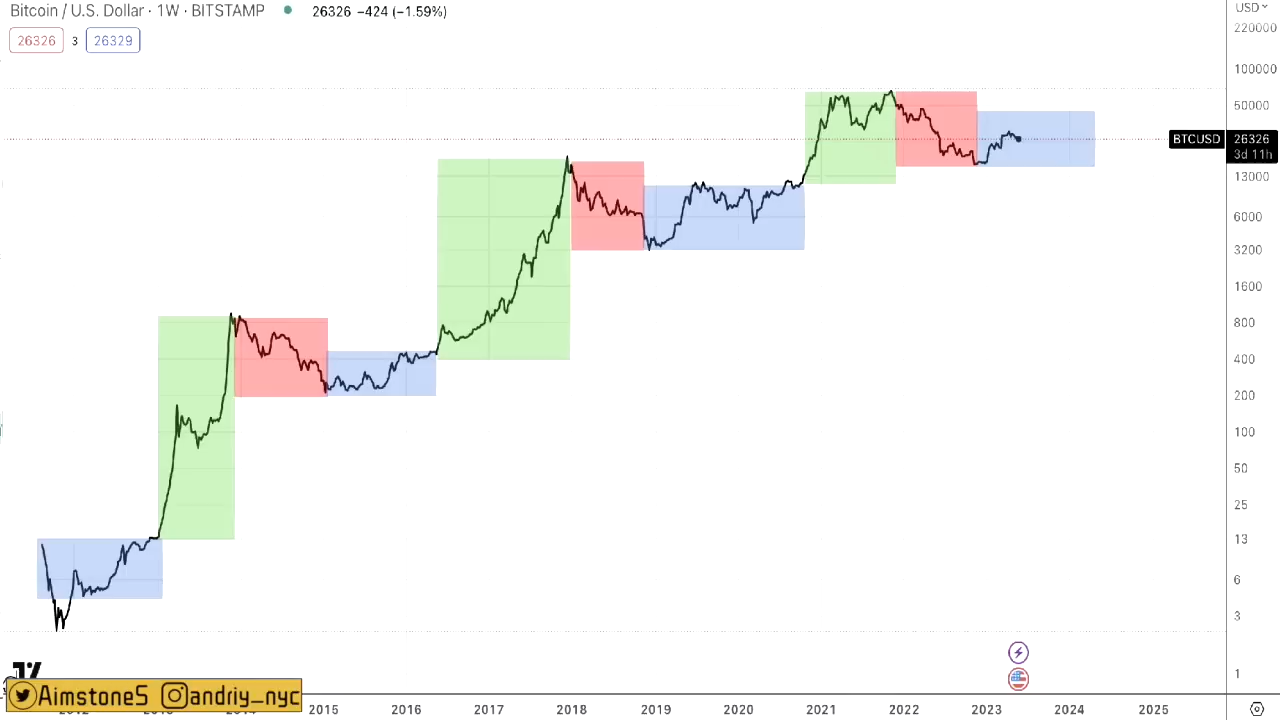 Bitcoin / U.S. Dollar · 1W · BITSTAMP 26326 −424 (−1.59%)
26326 3 26329
USD
220000
100000
50000
BTCUSD 26326
3d 11h
13000
6000
3200
1600
800
400
200
100
50
25
13
6
3
1
Aimstone5 andriy_nyc
2015 2016 2017 2018 2019 2020 2021 2022 2023 2024 2025